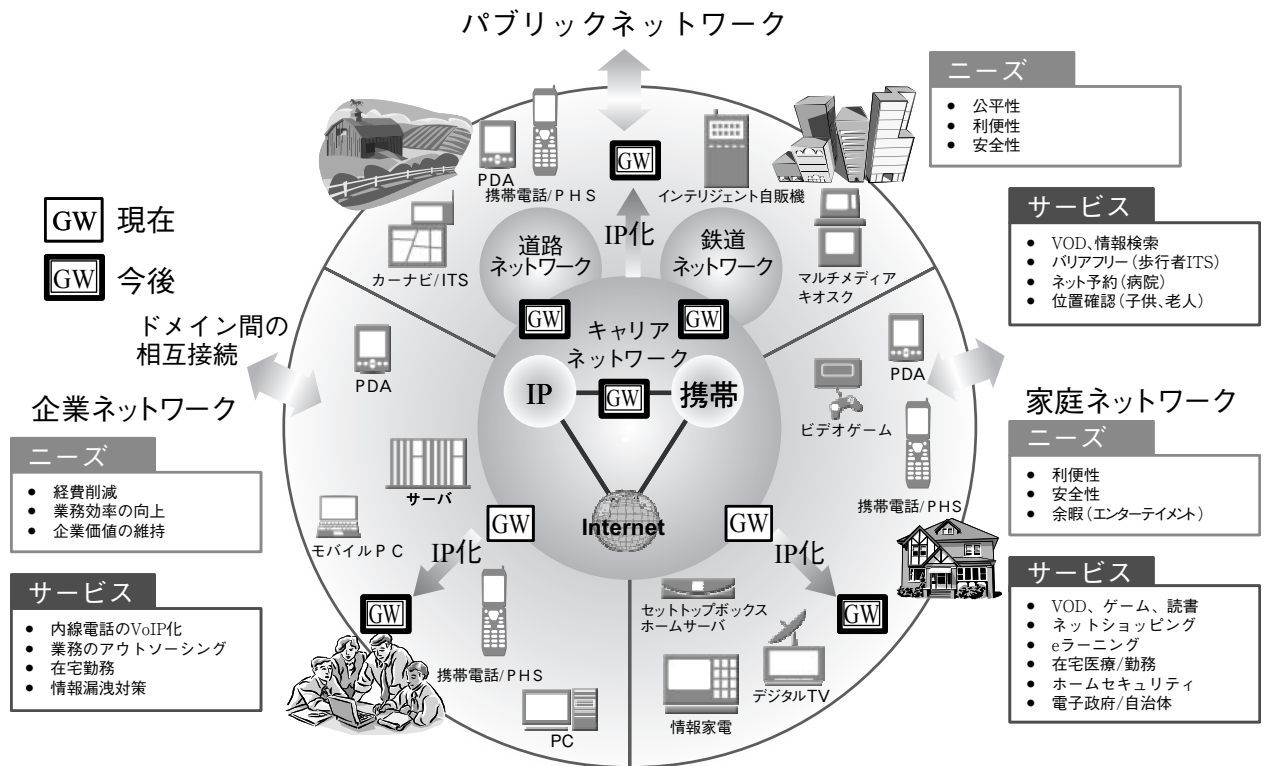 パブリックネットワーク
ニーズ
• 公平性
• 利便性
• 安全性
サービス
• VOD、情報検索
• バリアフリー(歩行者ITS)
• ネット予約(病院)
• 位置確認(子供、老人)
GW 現在
GW 今後
PDA
携帯電話/PHS
GW
インテリジェント自販機
カーナビ/ITS
道路
ネットワーク
IP化
鉄道
ネットワーク
マルチメディア
キオスク
GW
GW
キャリア
ネットワーク
IP
GW
携帯
Internet
ドメイン間の
相互接続
企業ネットワーク
ニーズ
• 経費削減
• 業務効率の向上
• 企業価値の維持
サービス
• 内線電話のVoIP化
• 業務のアウトソーシング
• 在宅勤務
• 情報漏洩対策
PDA
サーバ
モバイルPC
GW
IP化
GW
携帯電話/PHS
PC
PDA
ビデオゲーム
携帯電話/PHS
GW
IP化
GW
セットトップボックス
ホームサーバ
デジタルTV
情報家電
家庭ネットワーク
ニーズ
• 利便性
• 安全性
• 余暇(エンターテイメント)
サービス
• VOD、ゲーム、読書
• ネットショッピング
• eラーニング
• 在宅医療/勤務
• ホームセキュリティ
• 電子政府/自治体